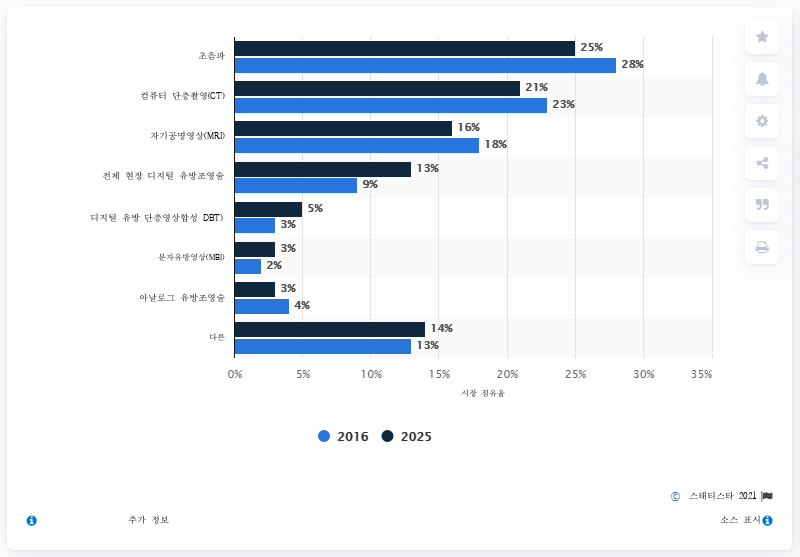 초음파
25%
28%
컴퓨터 단층촬영(CT)
21%
23%
자기공명영상(MRI)
16%
18%
전체 현장 디지털 유방조영술
13%
9%
디지털 유방 단층영상합성 DBT)
5%
3%
분자유방영상(MBI)
3%
2%
아날로그 유방조영술
3%
4%
다른
14%
13%
0% 5% 10% 15% 20% 25% 30% 35%
시장 점유율
2016 2025
© 스태티스타 2021
추가 정보
소스 표시